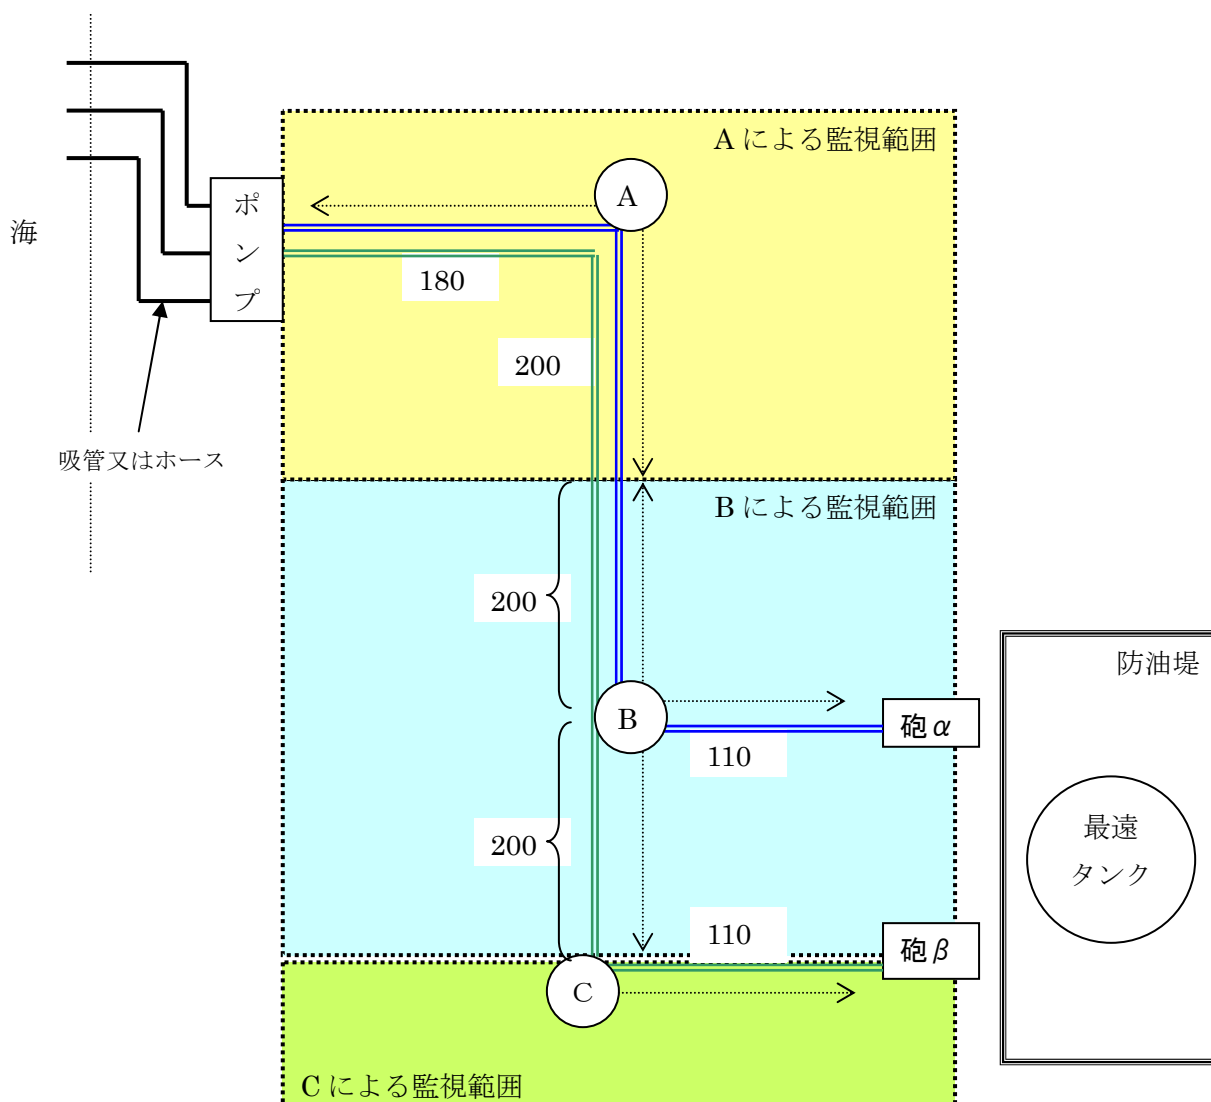 Aによる監視範囲
A
海
ポンプ
180
200
吸管又はホース
Bによる監視範囲
200
防油堤
B
砲α
110
最遠
タンク
200
110
砲β
C
Cによる監視範囲